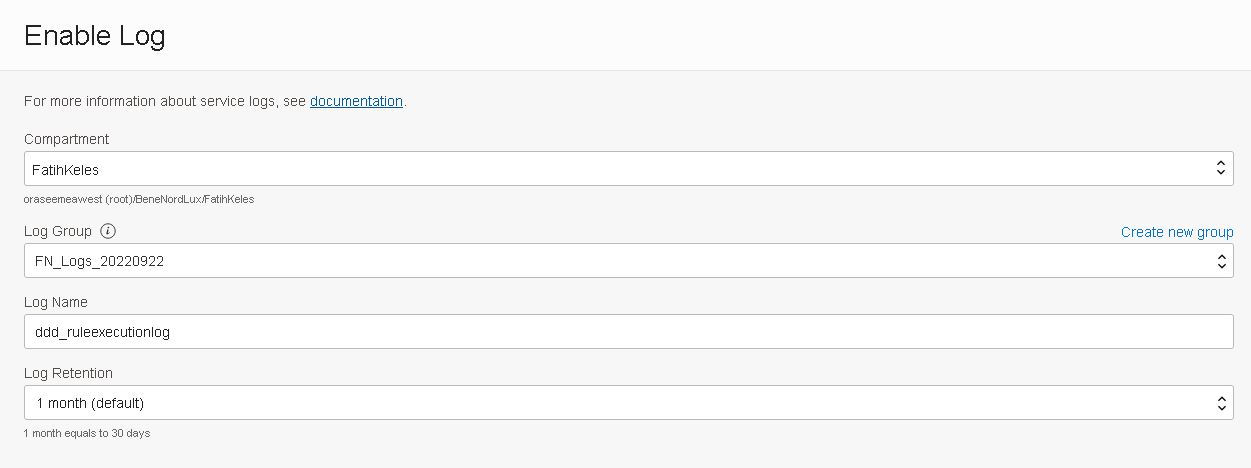 Enable Log
For more information about service logs, see documentation.
Compartment
FatihKeles
oraseemeawest (root)/BeneNordLux/FatihKeles
Log Group i Create new group
FN_Logs_20220922
Log Name
ddd_ruleexecutionlog
Log Retention
1 month (default)
1 month equals to 30 days